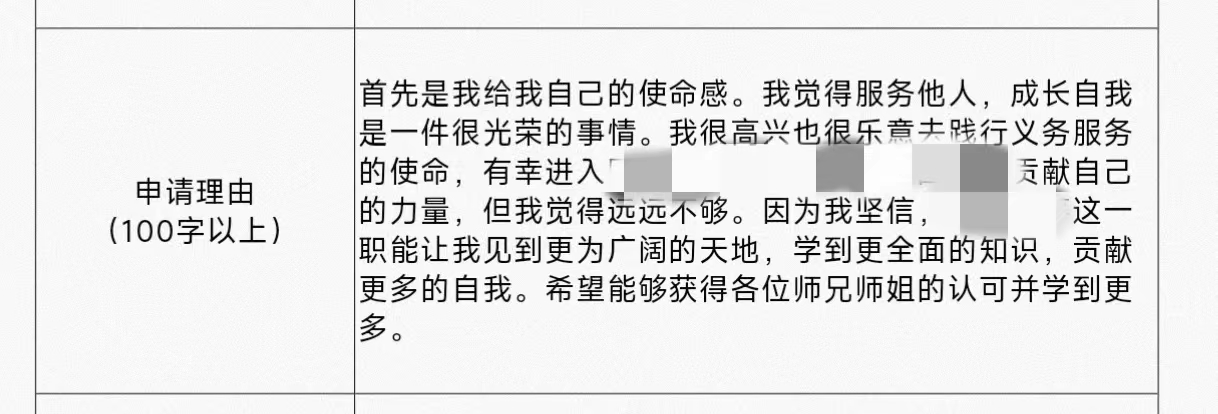 申请理由
（100字以上）
首先是我给我自己的使命感。我觉得服务他人，成长自我
是一件很光荣的事情。我很高兴也很乐意去践行义务服务
的使命，有幸进入 贡献自己
的力量，但我觉得远远不够。因为我坚信， 这一
职能让我见到更为广阔的天地，学到更全面的知识，贡献
更多的自我。希望能够获得各位师兄师姐的认可并学到更
多。